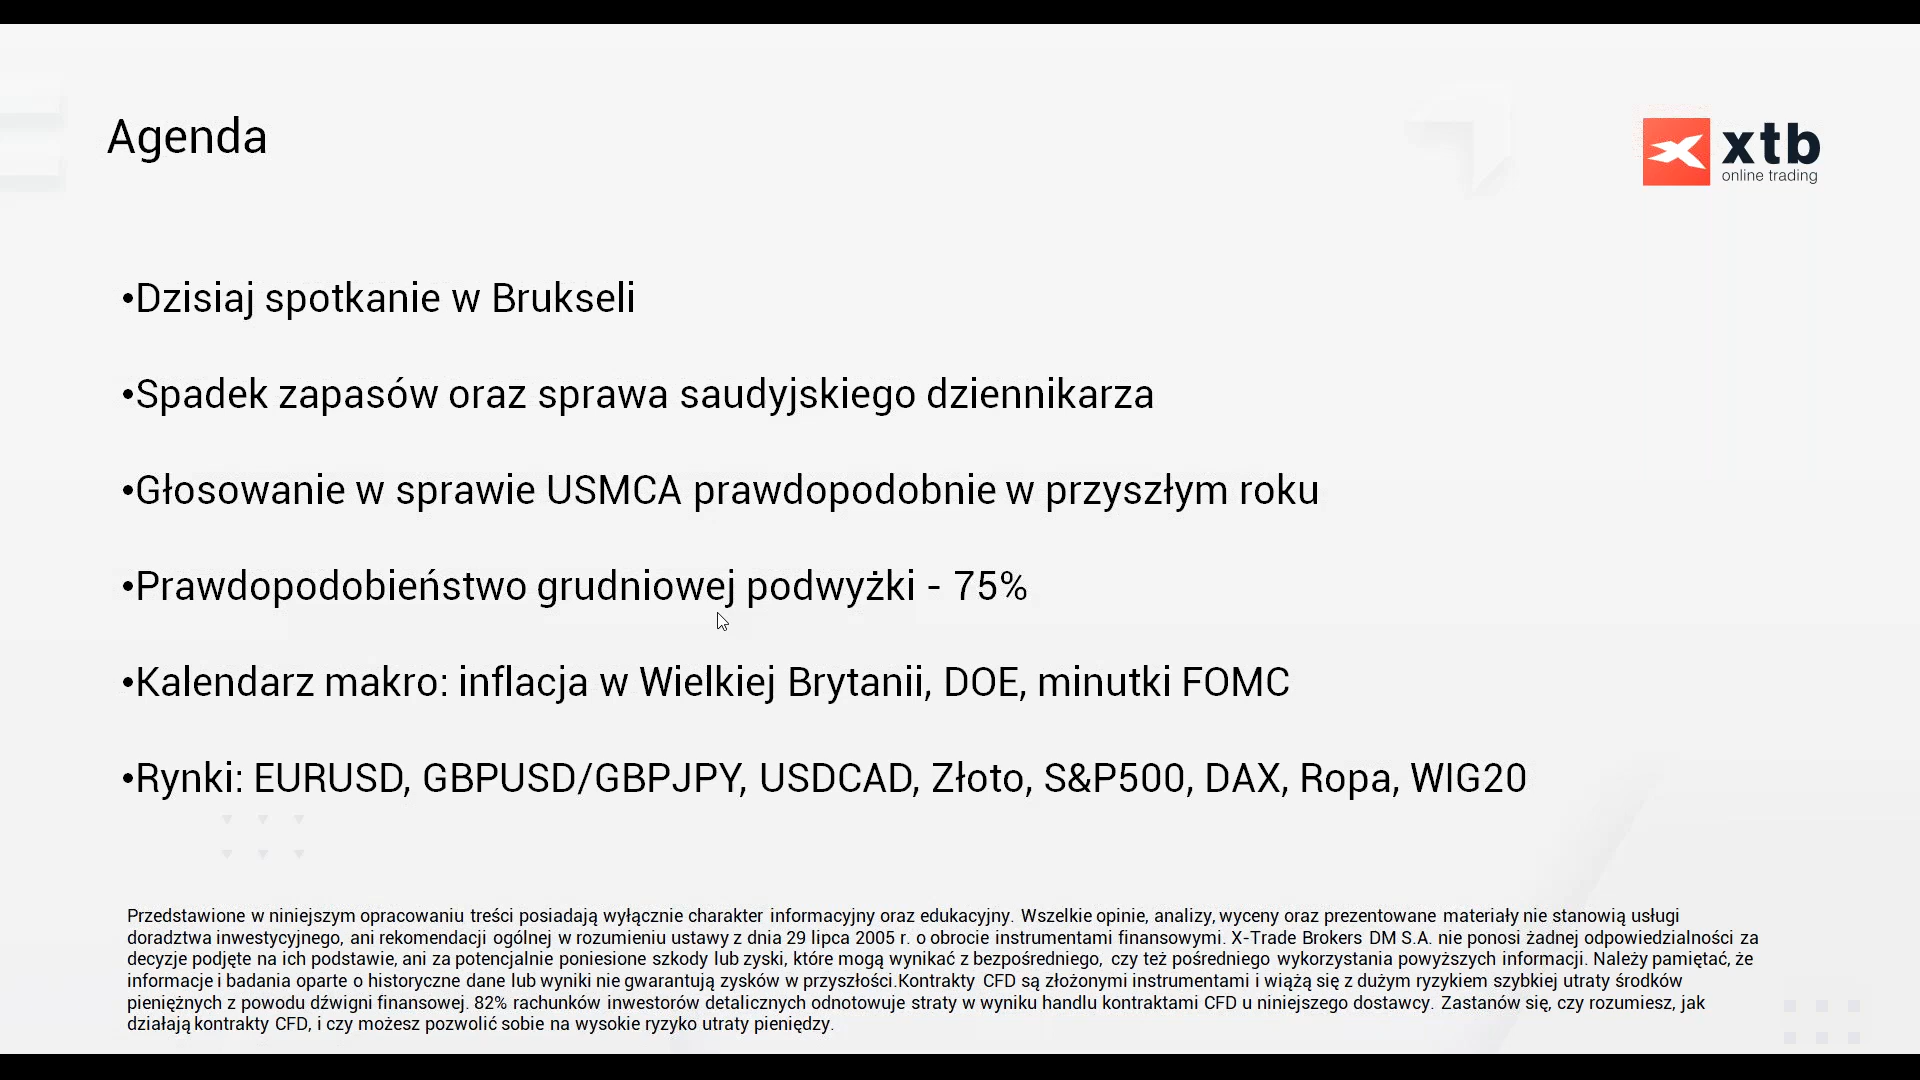 Agenda
xtb
online trading
•Dzisiaj spotkanie w Brukseli
•Spadek zapasów oraz sprawa saudyjskiego dziennikarza
•Głosowanie w sprawie USMCA prawdopodobnie w przyszłym roku
•Prawdopodobieństwo grudniowej podwyżki - 75%
•Kalendarz makro: inflacja w Wielkiej Brytanii, DOE, minutki FOMC
•Rynki: EURUSD, GBPUSD/GBPJPY, USDCAD, Złoto, S&P500, DAX, Ropa, WIG20
Przedstawione w niniejszym opracowaniu treści posiadają wyłącznie charakter informacyjny oraz edukacyjny. Wszelkie opinie, analizy, wyceny oraz prezentowane materiały nie stanowią usługi
doradztwa inwestycyjnego, ani rekomendacji ogólnej w rozumieniu ustawy z dnia 29 lipca 2005 r. o obrocie instrumentami finansowymi. X-Trade Brokers DM S.A. nie ponosi żadnej odpowiedzialności za
decyzje podjęte na ich podstawie, ani za potencjalnie poniesione szkody lub zyski, które mogą wynikać z bezpośredniego, czy też pośredniego wykorzystania powyższych informacji. Należy pamiętać, że
informacje i badania oparte o historyczne dane lub wyniki nie gwarantują zysków w przyszłości.Kontrakty CFD są złożonymi instrumentami i wiążą się z dużym ryzykiem szybkiej utraty środków
pieniężnych z powodu dźwigni finansowej. 82% rachunków inwestorów detalicznych odnotowuje straty w wyniku handlu kontraktami CFD u niniejszego dostawcy. Zastanów się, czy rozumiesz, jak
działają kontrakty CFD, i czy możesz pozwolić sobie na wysokie ryzyko utraty pieniędzy.